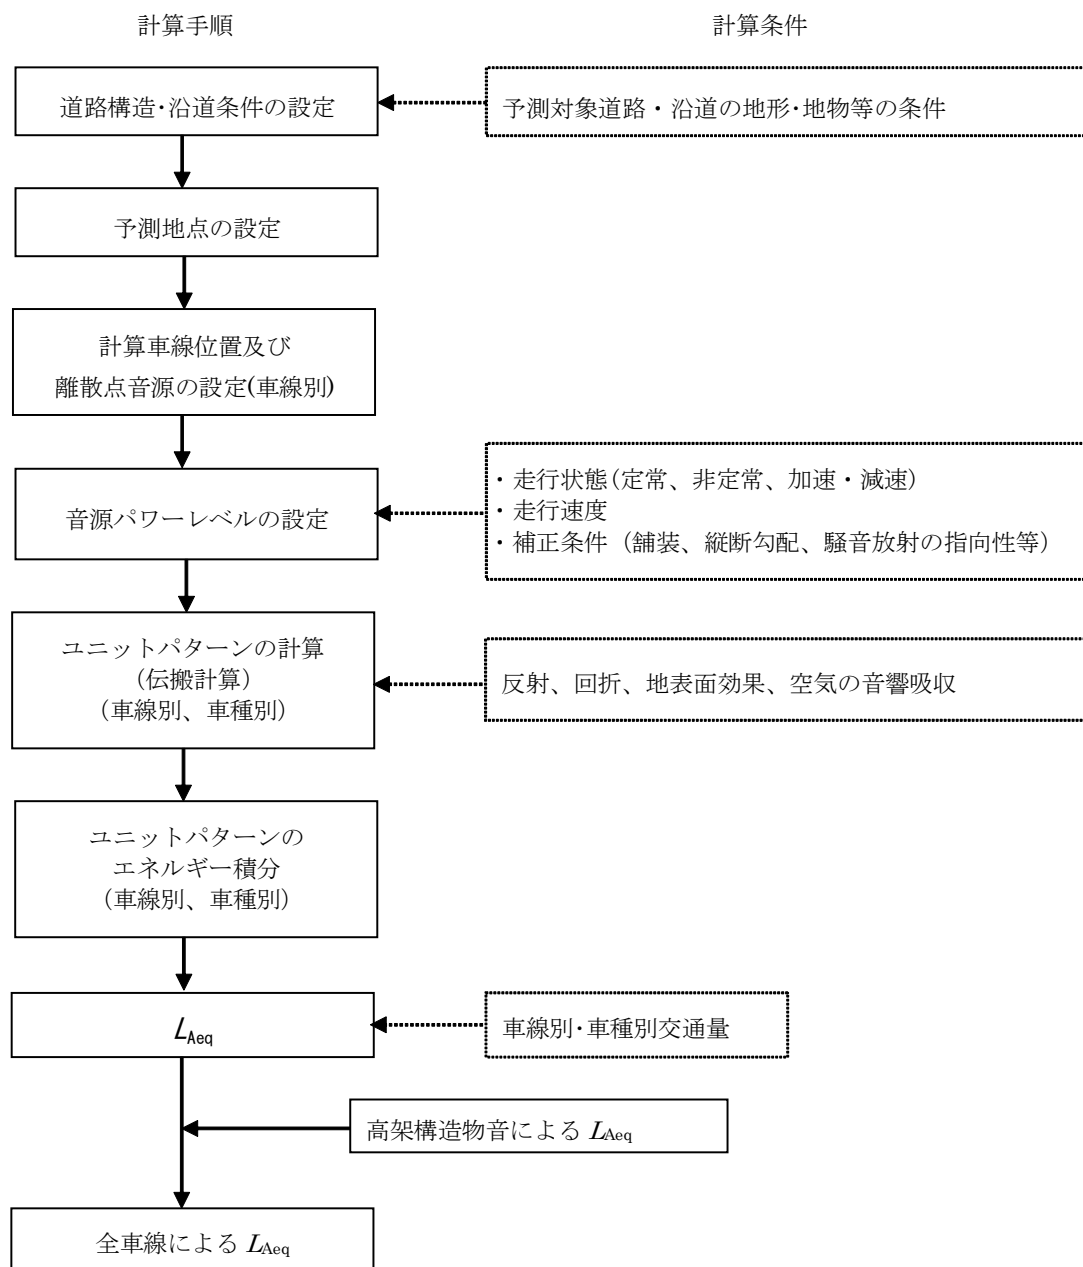 計算手順
計算条件
道路構造･沿道条件の設定
予測対象道路・沿道の地形･地物等の条件
予測地点の設定
計算車線位置及び
離散点音源の設定(車線別)
音源パワーレベルの設定
・走行状態(定常、非定常、加速・減速)
・走行速度
・補正条件（舗装、縦断勾配、騒音放射の指向性等）
ユニットパターンの計算
（伝搬計算）
（車線別、車種別）
反射、回折、地表面効果、空気の音響吸収
ユニットパターンの
エネルギー積分
（車線別、車種別）
LAeq
車線別･車種別交通量
高架構造物音による LAeq
全車線による LAeq